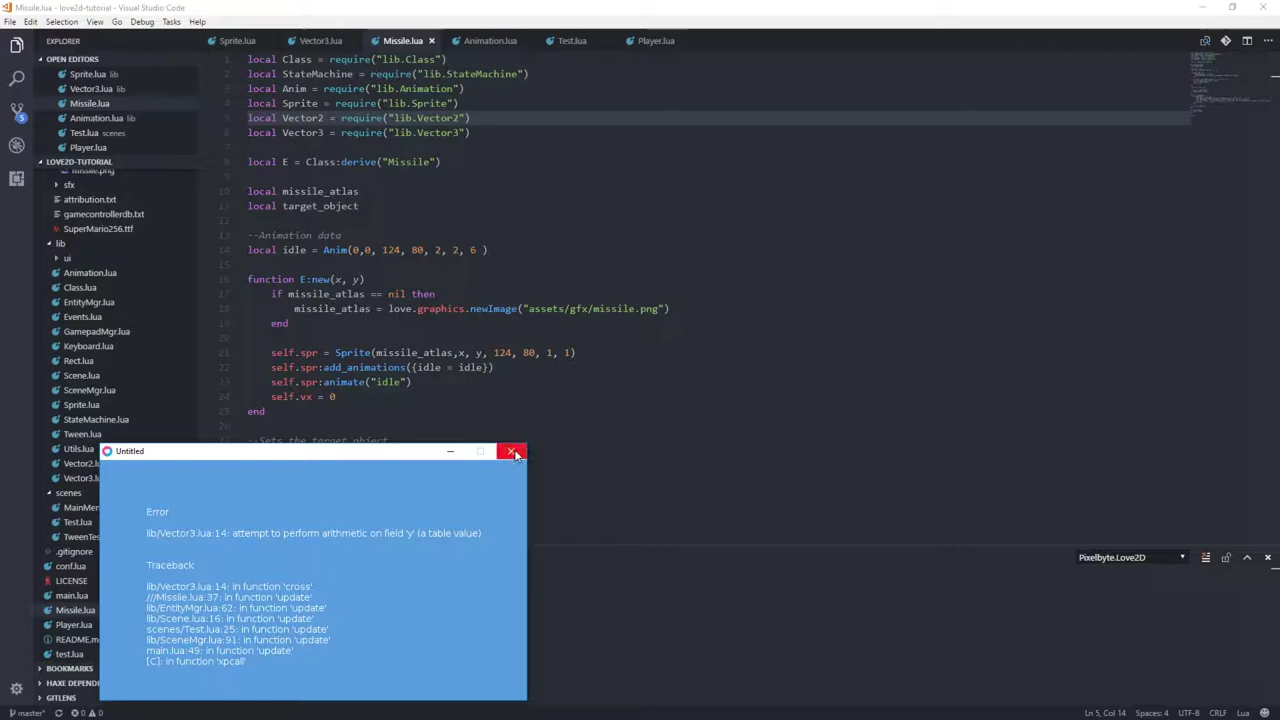 Missile.lua - love2d-tutorial - Visual Studio Code
File Edit Selection View Go Debug Tasks Help
EXPLORER
Sprite.lua Vector3.lua Missile.lua Animation.lua Test.lua Player.lua
OPEN EDITORS
Sprite.lua lib
Vector3.lua lib
Missile.lua
Animation.lua lib
Test.lua scenes
Player.lua
LOVE2D-TUTORIAL
missile.png
sfx
attribution.txt
gamecontrollerdb.txt
SuperMario256.ttf
lib
ui
Animation.lua
Class.lua
EntityMgr.lua
Events.lua
GamepadMgr.lua
Keyboard.lua
Rect.lua
Scene.lua
SceneMgr.lua
Sprite.lua
StateMachine.lua
Tween.lua
Utils.lua
Vector2.l
Vector3.l
scenes
MainMen
Test.lua
TweenTes
.gitignore
conf.lua
LICENSE
main.lua
Missile.lua
Player.lua
README.m
test.lua
BOOKMARKS
HAXE DEPENDEN
GITLENS
5
1 local Class = require("lib.Class")
2 local StateMachine = require("lib.StateMachine")
3 local Anim = require("lib.Animation")
4 local Sprite = require("lib.Sprite")
5 local Vector2 = require("lib.Vector2")
6 local Vector3 = require("lib.Vector3")
7
8 local E = Class:derive("Missile")
9
10 local missile_atlas
11 local target_object
12
13 --Animation data
14 local idle = Anim(0,0, 124, 80, 2, 2, 6 )
15
16 function E:new(x, y)
17 if missile_atlas == nil then
18 missile_atlas = love.graphics.newImage("assets/gfx/missile.png")
19 end
20
21 self.spr = Sprite(missile_atlas,x, y, 124, 80, 1, 1)
22 self.spr:add_animations({idle = idle})
23 self.spr:animate("idle")
24 self.vx = 0
25 end
--Sets the target object
Untitled
Error
lib/Vector3.lua:14: attempt to perform arithmetic on field 'y' (a table value)
Traceback
lib/Vector3.lua:14: in function 'cross'
///Missile.lua:37: in function 'update'
lib/EntityMgr.lua:62: in function 'update'
lib/Scene.lua:16: in function 'update'
scenes/Test.lua:25: in function 'update'
lib/SceneMgr.lua:91: in function 'update'
main.lua:49: in function 'update'
[C]: in function 'xpcall'
Pixelbyte.Love2D
master* 0 0 Ln 5, Col 14 Spaces: 4 UTF-8 CRLF Lua